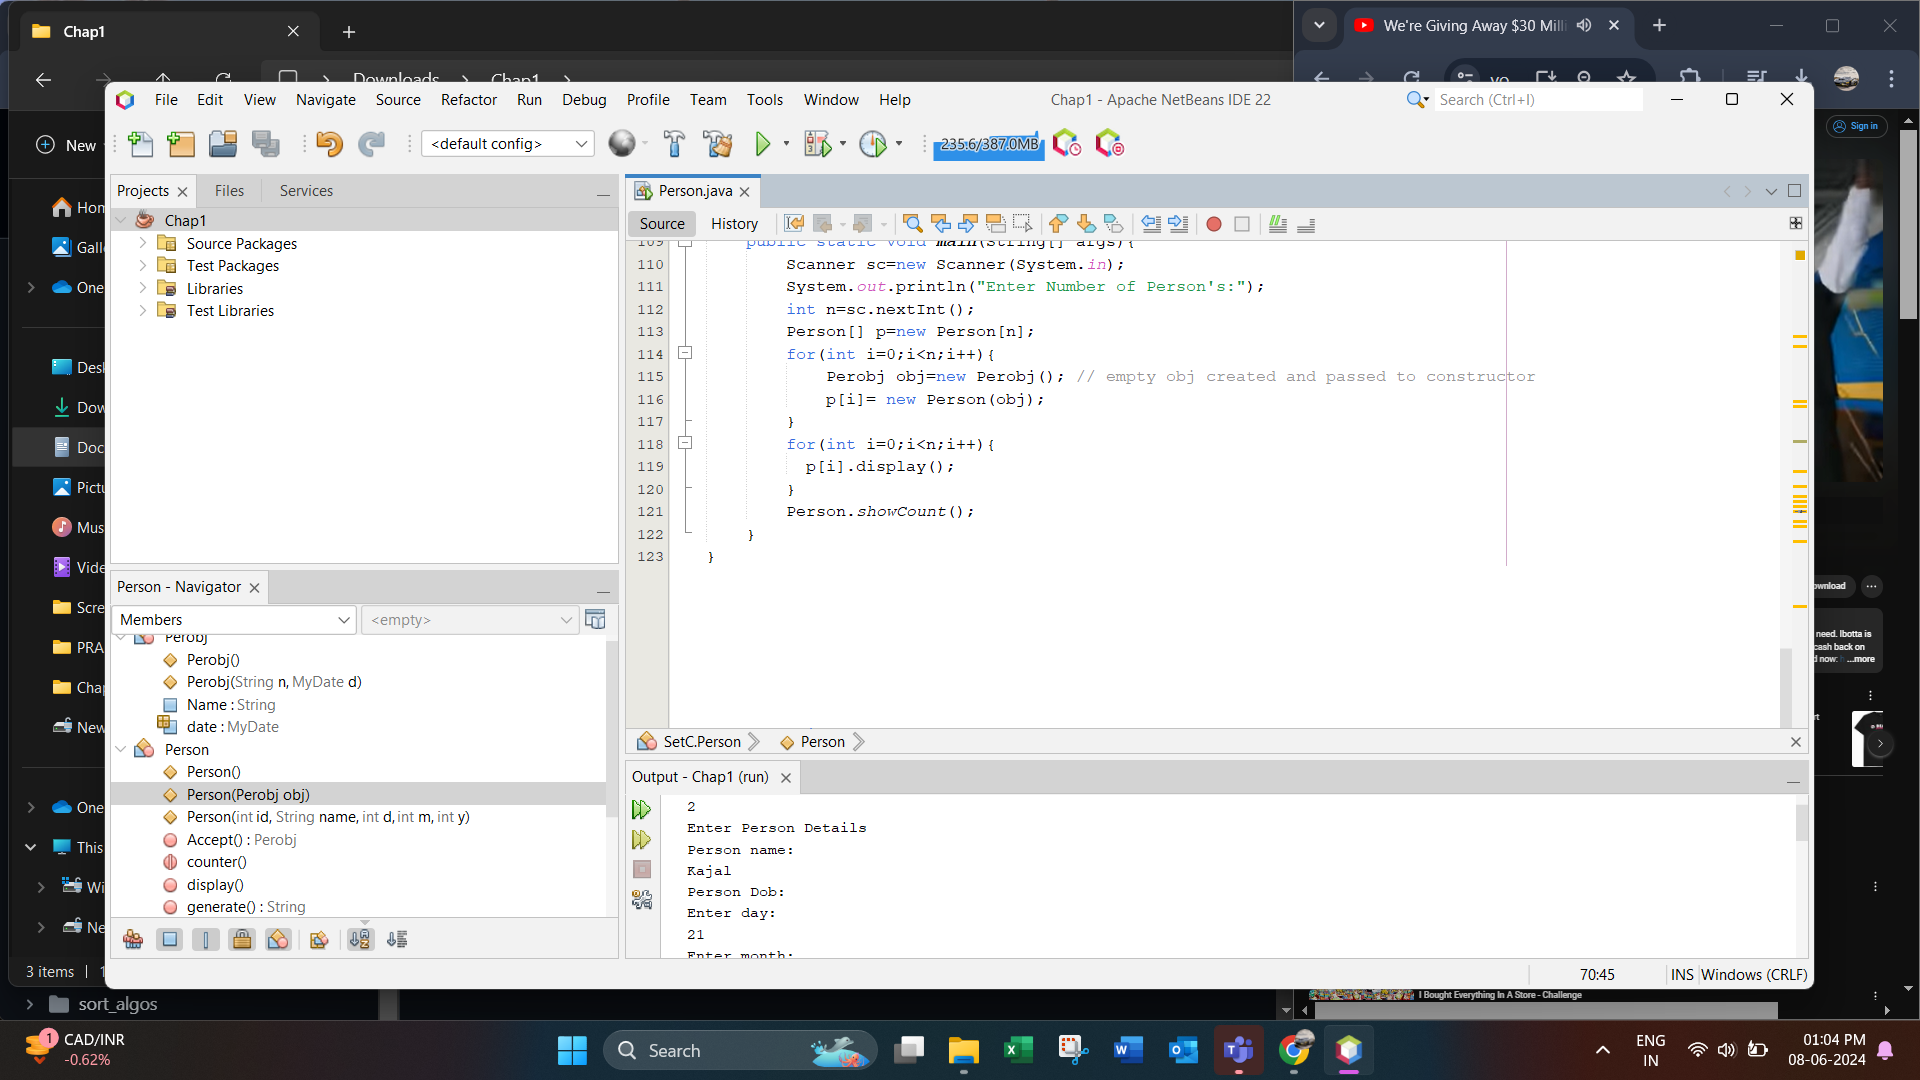 Chap1
We're Giving Away $30 Mill
Downloads
Chap1
File Edit View Navigate Source Refactor Run Debug Profile Team Tools Window Help
Chap1 - Apache NetBeans IDE 22
Search (Ctrl+I)
New
<default config>
235.6/387.0MB
Sign in
Projects
Files
Services
Person.java
Source
History
Chap1
Source Packages
Test Packages
Libraries
Test Libraries
109 public static void main(String[] args){
110 Scanner sc=new Scanner(System.in);
111 System.out.println("Enter Number of Person's:");
112 int n=sc.nextInt();
113 Person[] p=new Person[n];
114 for(int i=0;i<n;i++){
115 Perobj obj=new Perobj(); // empty obj created and passed to constructor
116 p[i]= new Person(obj);
117 }
118 for(int i=0;i<n;i++){
119 p[i].display();
120 }
121 Person.showCount();
122 }
123 }
Hom
Gall
One
Desk
Dow
Doc
Pictu
Mus
Vide
Scre
PRA
Chap
New
One
This
Wi
Ne
3 items
sort_algos
Person - Navigator
Members
<empty>
Perobj
Perobj()
Perobj(String n, MyDate d)
Name : String
date : MyDate
Person
Person()
Person(Perobj obj)
Person(int id, String name, int d, int m, int y)
Accept() : Perobj
counter()
display()
generate() : String
SetC.Person
Person
Output - Chap1 (run)
2
Enter Person Details
Person name:
Kajal
Person Dob:
Enter day:
21
Enter month:
70:45
INS
Windows (CRLF)
wnload
need. Ibotta is
cash back on
...more
I Bought Everything In A Store - Challenge
1
CAD/INR
-0.62%
Search
ENG
IN
01:04 PM
08-06-2024